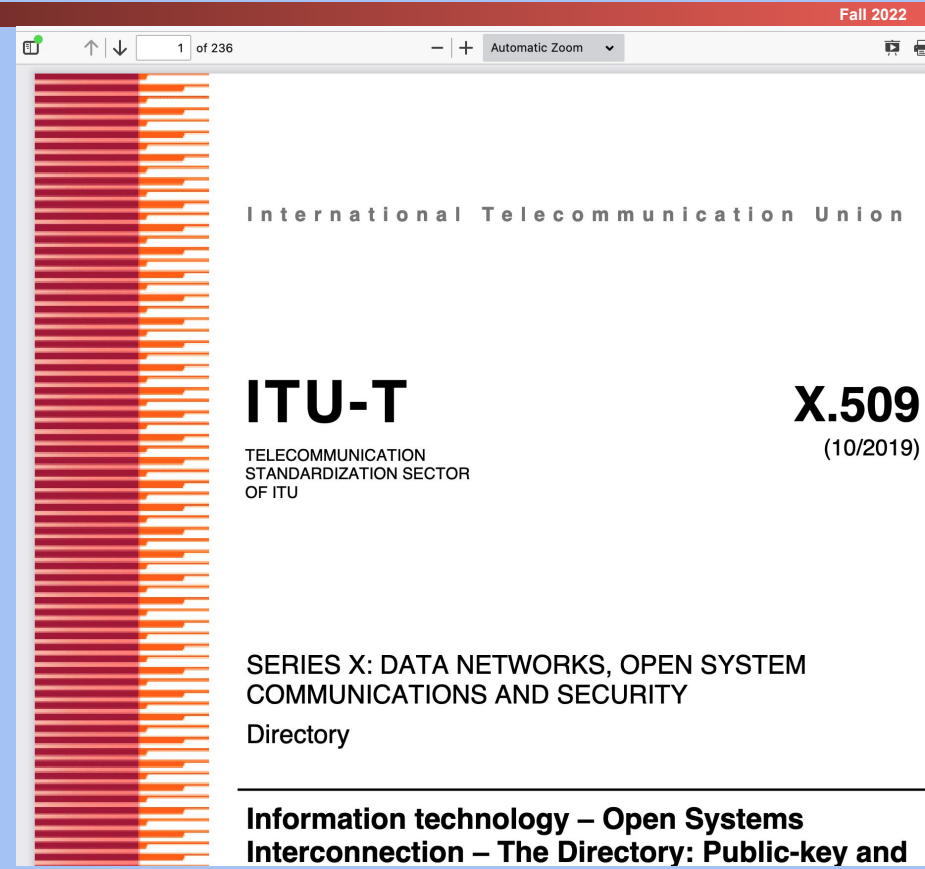 Fall 2022
1 of 236
Automatic Zoom
International Telecommunication Union
ITU-T
X.509
(10/2019)
TELECOMMUNICATION
STANDARDIZATION SECTOR
OF ITU
SERIES X: DATA NETWORKS, OPEN SYSTEM
COMMUNICATIONS AND SECURITY
Directory
Information technology – Open Systems
Interconnection – The Directory: Public-key and